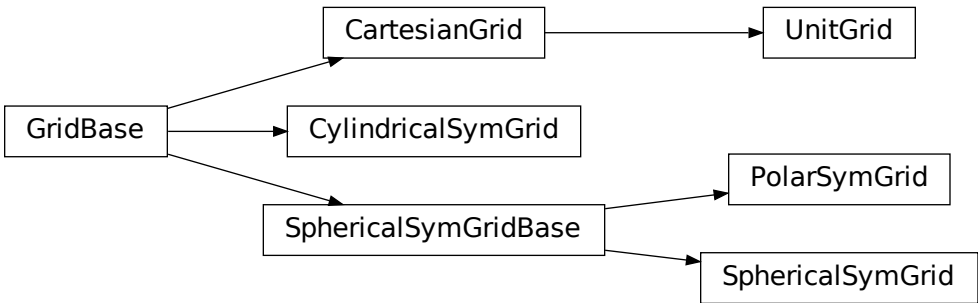 CartesianGrid
UnitGrid
GridBase
CylindricalSymGrid
PolarSymGrid
SphericalSymGridBase
SphericalSymGrid